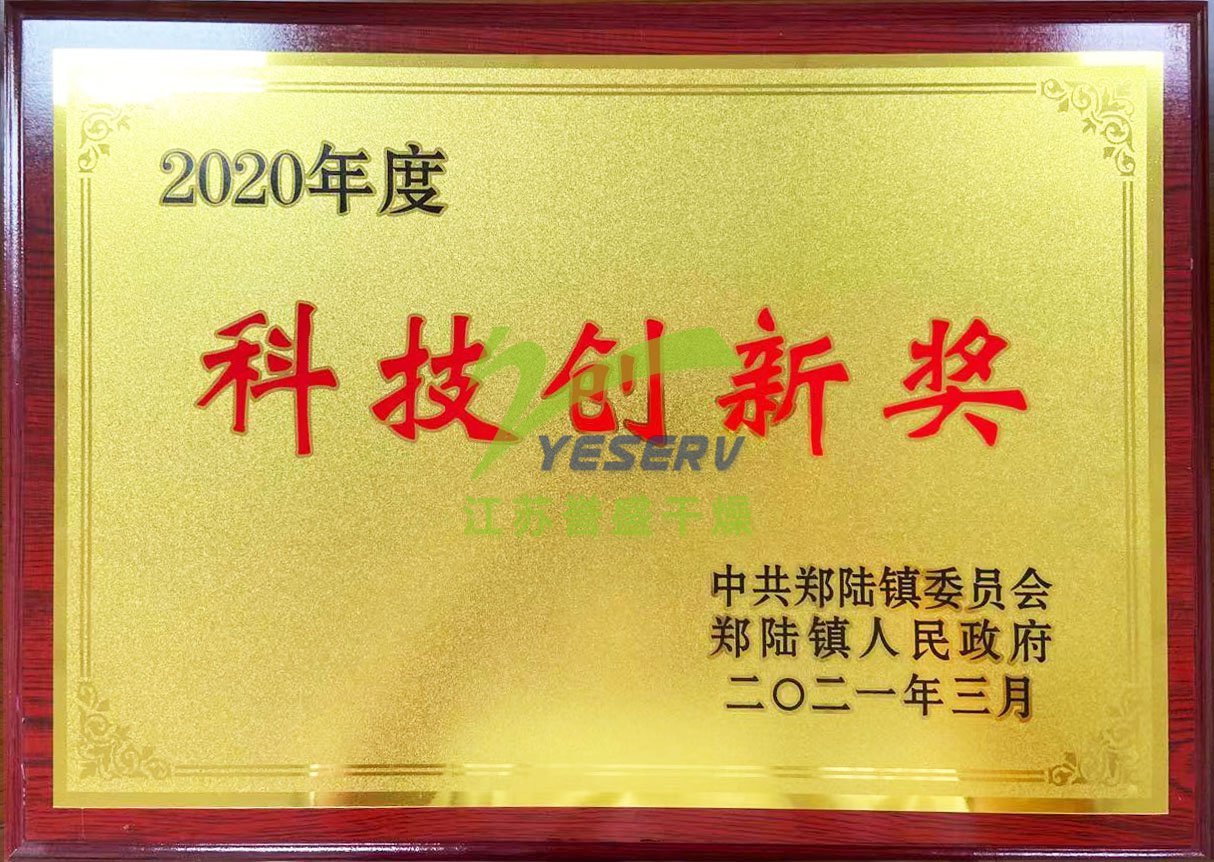 2020年度
科技创新奖
YESERV
江苏誉盛干燥
中共郑陆镇委员会
郑陆镇人民政府
二〇二一年三月